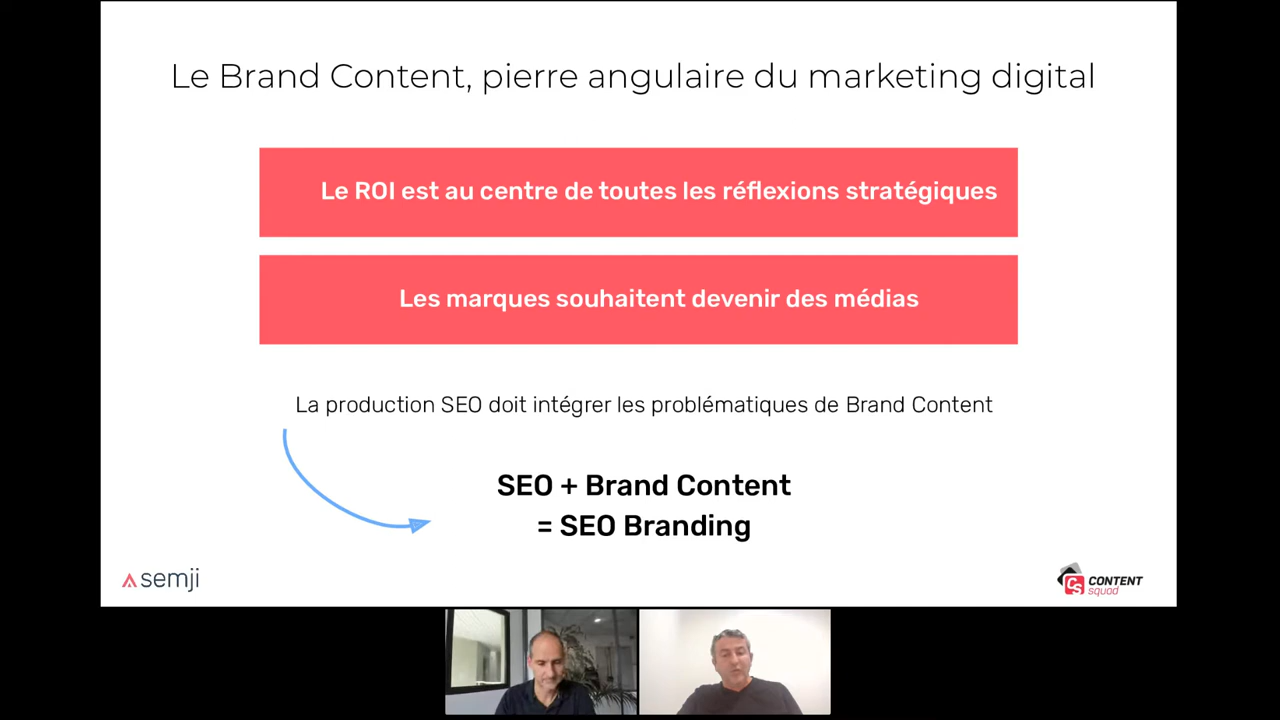 Le Brand Content, pierre angulaire du marketing digital
Le ROI est au centre de toutes les réflexions stratégiques
Les marques souhaitent devenir des médias
La production SEO doit intégrer les problématiques de Brand Content
SEO + Brand Content
= SEO Branding
semji
CS CONTENT
squad